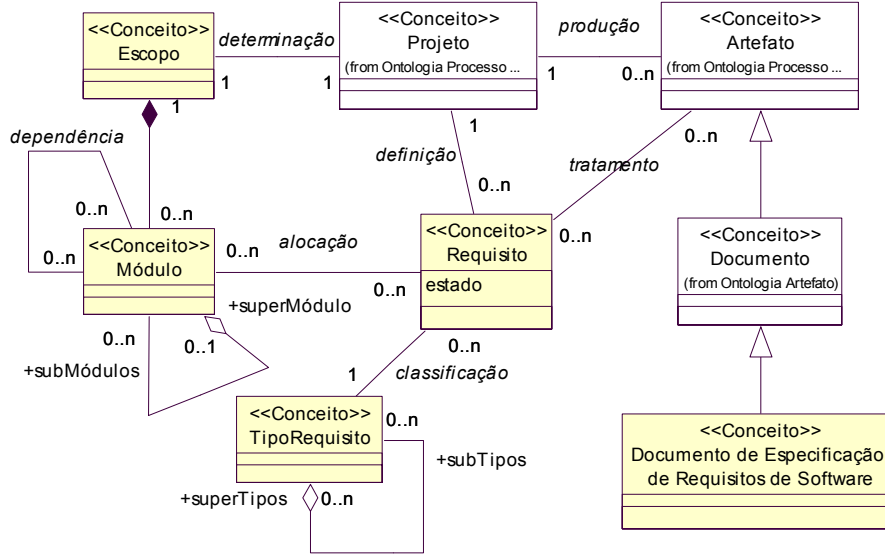 <<Conceito>>
Escopo
determinação
1
1
<<Conceito>>
Projeto
(from Ontologia Processo ...
produção
1
0..n
<<Conceito>>
Artefato
(from Ontologia Processo ...
1
dependência
0..n
0..n
0..n
1
definição
0..n
0..n
tratamento
0..n
<<Conceito>>
Módulo
0..n
alocação
0..n
<<Conceito>>
Requisito
estado
<<Conceito>>
Documento
(from Ontologia Artefato)
+superMódulo
0..1
0..n
+subMódulos
0..n
classificação
1
<<Conceito>>
TipoRequisito
0..n
+subTipos
+superTipos
0..n
<<Conceito>>
Documento de Especificação
de Requisitos de Software